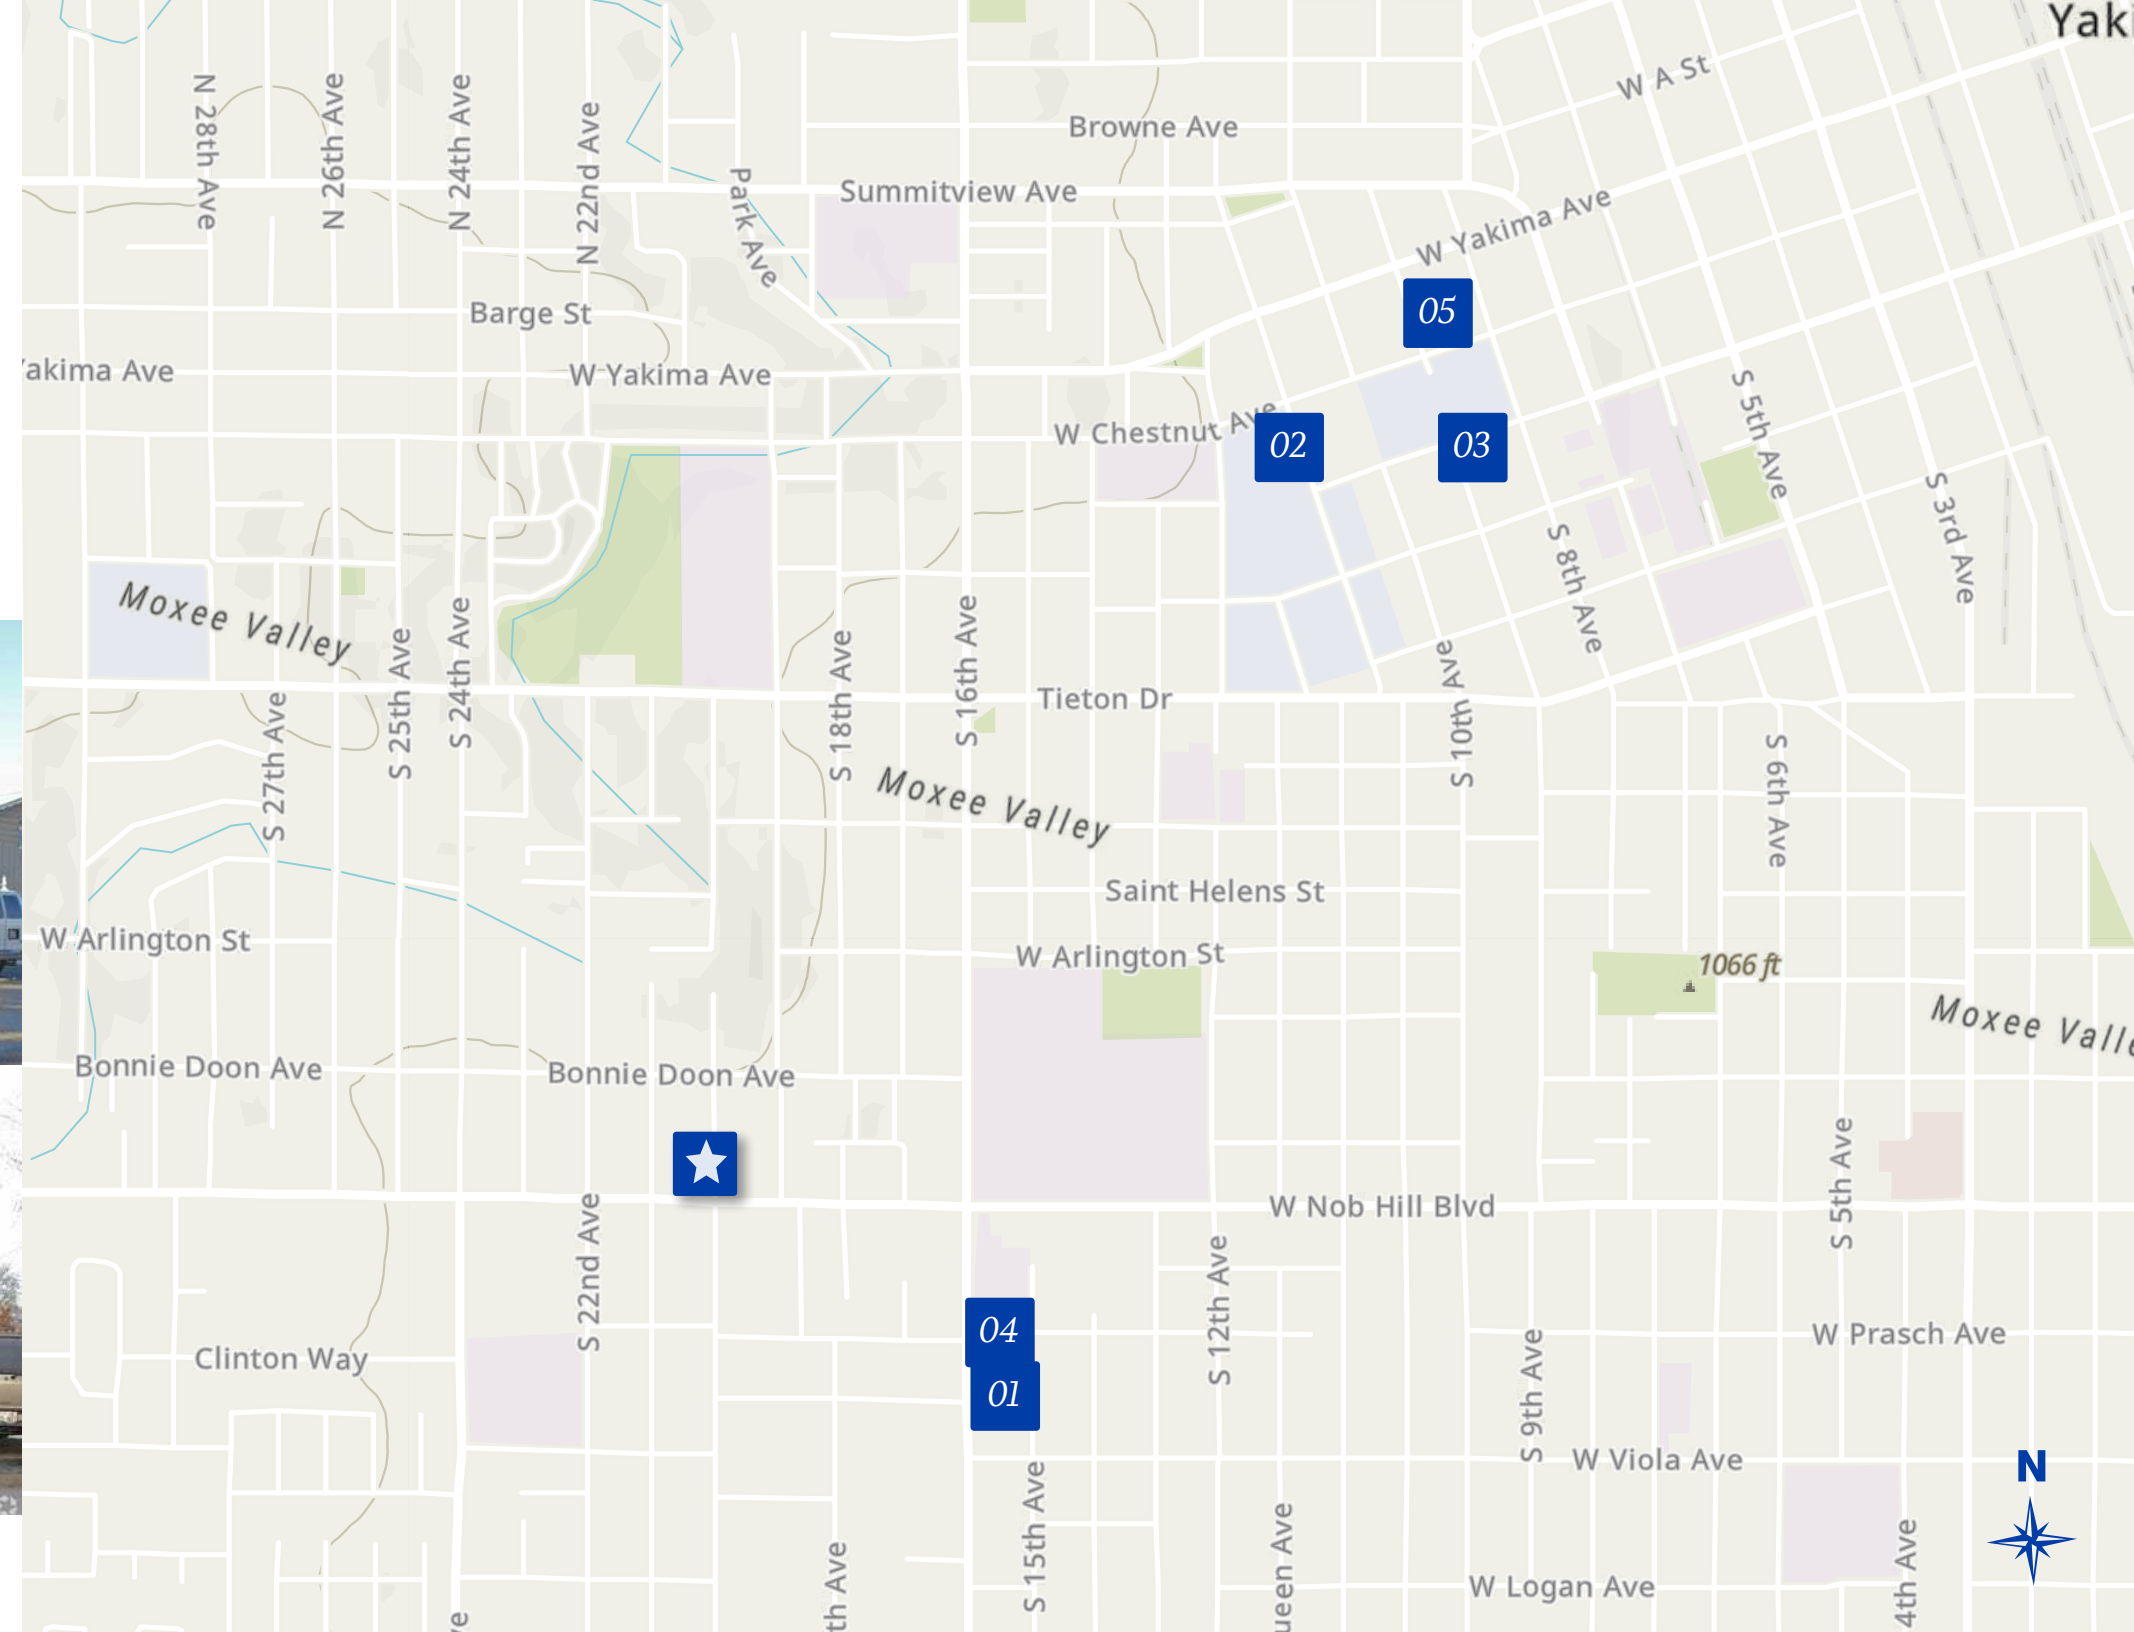 Yaki
W A St
N 28th Ave
N 26th Ave
N 24th Ave
N 22nd Ave
Browne Ave
Park Ave
Summitview Ave
W Yakima Ave
05
Barge St
Yakima Ave
W Yakima Ave
W Chestnut Ave
02
03
S 5th Ave
S 3rd Ave
S 8th Ave
Moxee Valley
S 25th Ave
S 24th Ave
S 18th Ave
S 16th Ave
S 10th Ave
Tieton Dr
S 27th Ave
S 6th Ave
Moxee Valley
Saint Helens St
W Arlington St
W Arlington St
1066 ft
Moxee Valle
Bonnie Doon Ave
Bonnie Doon Ave
S 5th Ave
W Nob Hill Blvd
S 22nd Ave
S 12th Ave
04
W Prasch Ave
Clinton Way
01
S 9th Ave
W Viola Ave
N
S 15th Ave
ueen Ave
th Ave
W Logan Ave
4th Ave
ve